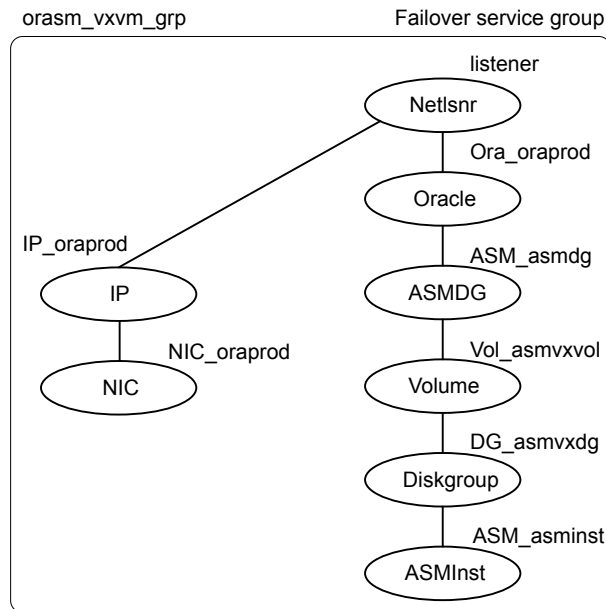 orasm_vxvm_grp
Failover service group
listener
Netlsnr
Ora_oraprod
Oracle
IP_oraprod
ASM_asmdg
IP
ASMDG
NIC_oraprod
Vol_asmvxvol
NIC
Volume
DG_asmvxdg
Diskgroup
ASM_asminst
ASMInst